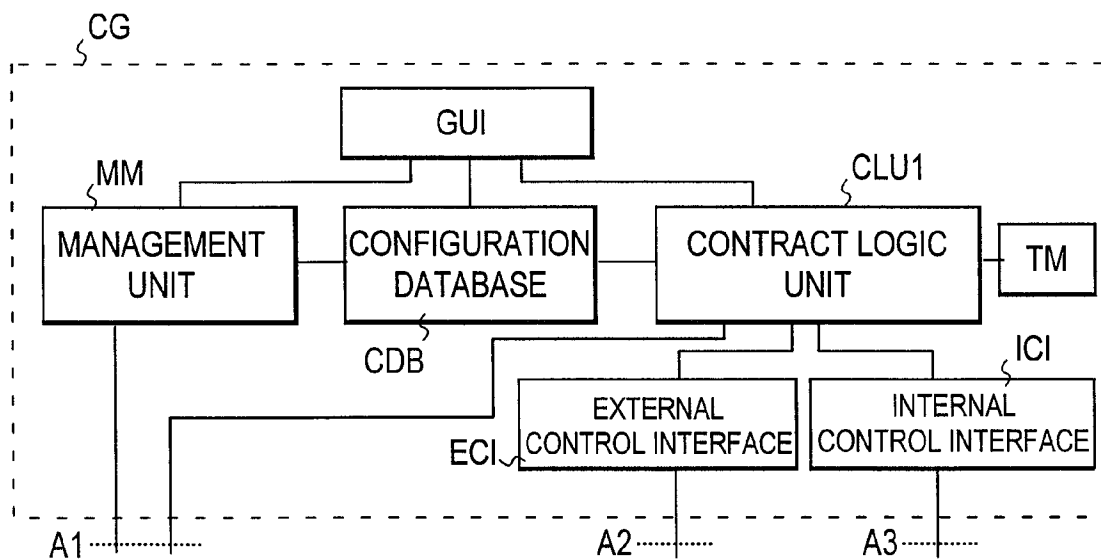 CG
GUI
MM
CLU1
MANAGEMENT
UNIT
CONFIGURATION
DATABASE
CONTRACT LOGIC
UNIT
TM
CDB
ICI
EXTERNAL
CONTROL INTERFACE
INTERNAL
CONTROL INTERFACE
ECI
A1
A2
A3